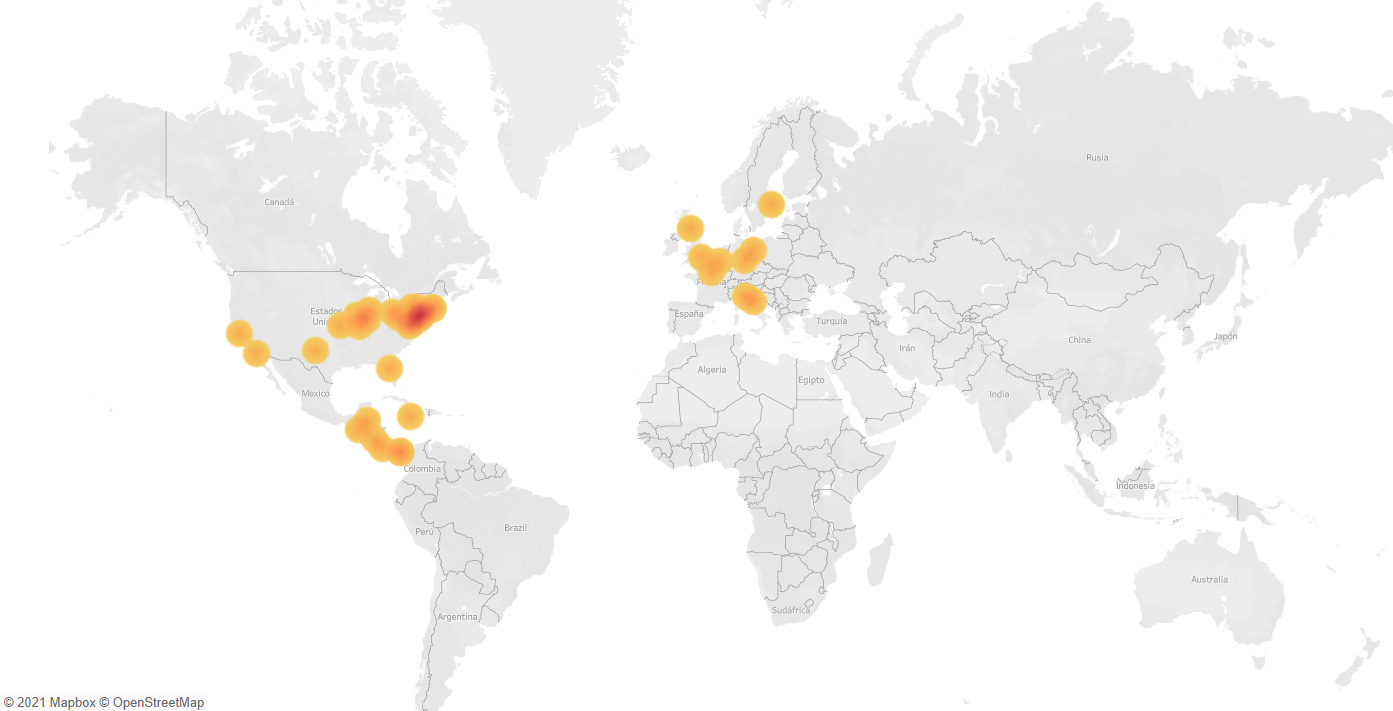 Rusia
Canadá
Estados
Unid
Francia
España
Turquía
China
Japón
Irán
Argelia
Egipto
India
México
Colombia
Indonesia
Perú
Brazil
Australia
Sudáfrica
Argentina
© 2021 Mapbox © OpenStreetMap